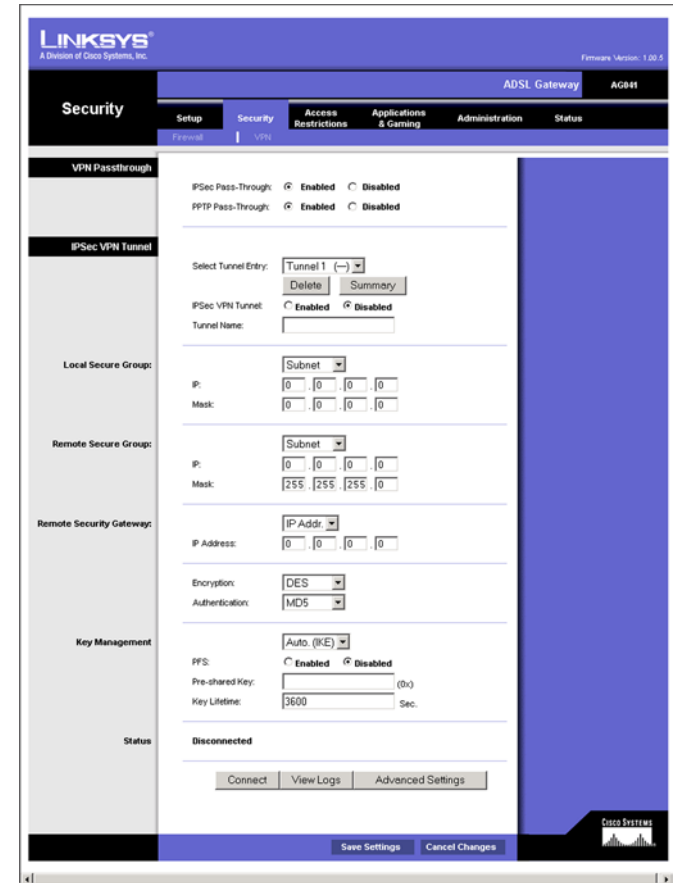 LINKSYS®
A Division of Cisco Systems, Inc.
Firmware Version: 1.00.5
ADSL Gateway AG041
Security
Setup Security Access Restrictions Applications & Gaming Administration Status
Firewall VPN
VPN Passthrough
IPSec Pass-Through: Enabled Disabled
PPTP Pass-Through: Enabled Disabled
IPSec VPN Tunnel
Select Tunnel Entry: Tunnel 1 (---)
Delete Summary
IPSec VPN Tunnel: Enabled Disabled
Tunnel Name:
Local Secure Group: Subnet
IP: 0 . 0 . 0 . 0
Mask: 0 . 0 . 0 . 0
Remote Secure Group: Subnet
IP: 0 . 0 . 0 . 0
Mask: 255 . 255 . 255 . 0
Remote Security Gateway: IP Addr.
IP Address: 0 . 0 . 0 . 0
Encryption: DES
Authentication: MD5
Key Management Auto. (IKE)
PFS: Enabled Disabled
Pre-shared Key: (0x)
Key Lifetime: 3600 Sec.
Status Disconnected
Connect View Logs Advanced Settings
Save Settings Cancel Changes
CISCO SYSTEMS